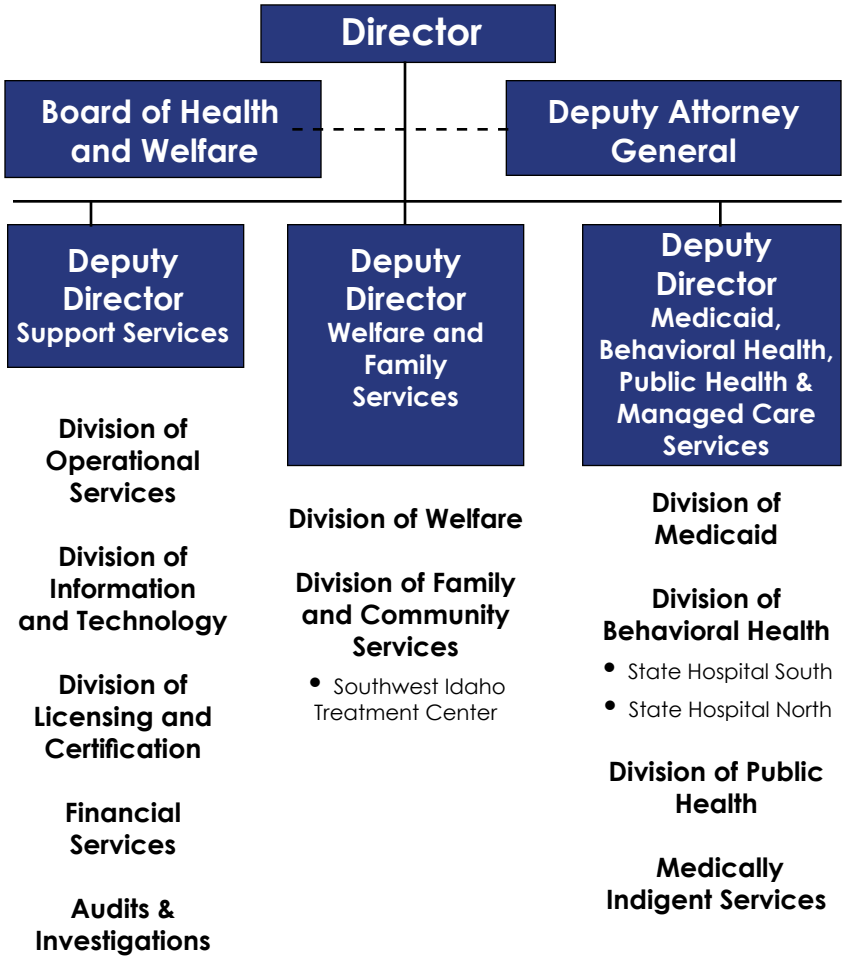 Director
Board of Health
and Welfare
Deputy Attorney
General
Deputy
Director
Support Services
Division of
Operational
Services
Division of
Information
and Technology
Division of
Licensing and
Certification
Financial
Services
Audits &
Investigations
Deputy
Director
Welfare and
Family
Services
Division of Welfare
Division of Family
and Community
Services
• Southwest Idaho
Treatment Center
Deputy
Director
Medicaid,
Behavioral Health,
Public Health &
Managed Care
Services
Division of
Medicaid
Division of
Behavioral Health
• State Hospital South
• State Hospital North
Division of Public
Health
Medically
Indigent Services